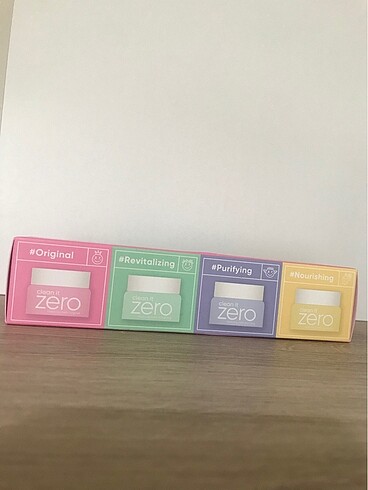 #Original
clean it
zero
#Revitalizing
clean it
zero
#Purifying
clean it
zero
#Nourishing
clean it
zero